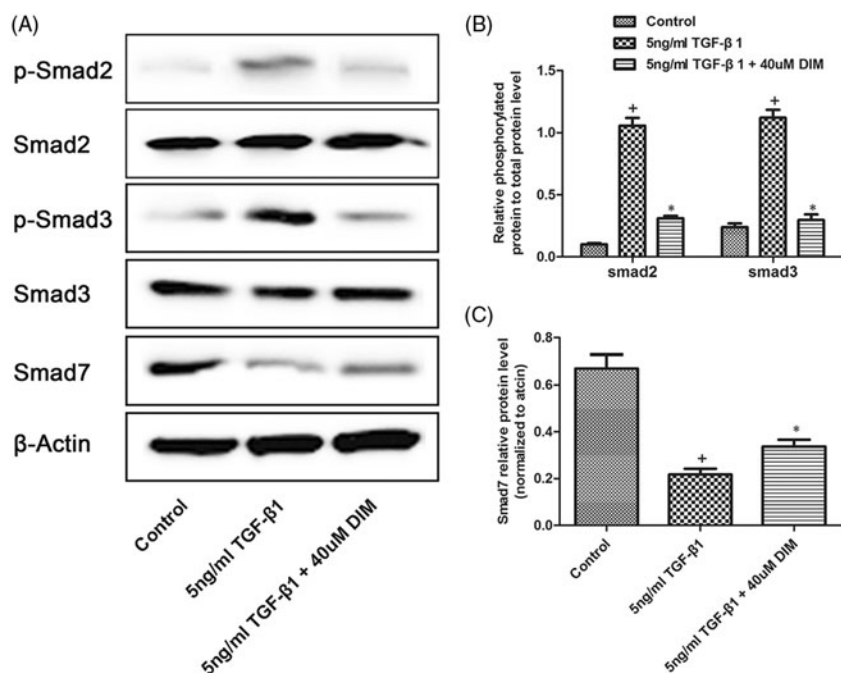 (A)
p-Smad2
Smad2
p-Smad3
Smad3
Smad7
β-Actin
Control
5ng/ml TGF-β1
5ng/ml TGF-β1 + 40uM DIM
(B)
Control
5ng/ml TGF-β 1
5ng/ml TGF-β 1 + 40uM DIM
Relative phosphorylated
protein to total protein level
1.5
1.0
0.5
0.0
+
*
+
*
smad2
smad3
(C)
Smad7 relative protein level
(normalized to atcin)
0.8
0.6
0.4
0.2
0.0
+
*
Control
5ng/ml TGF-β1
5ng/ml TGF-β1 + 40uM DIM